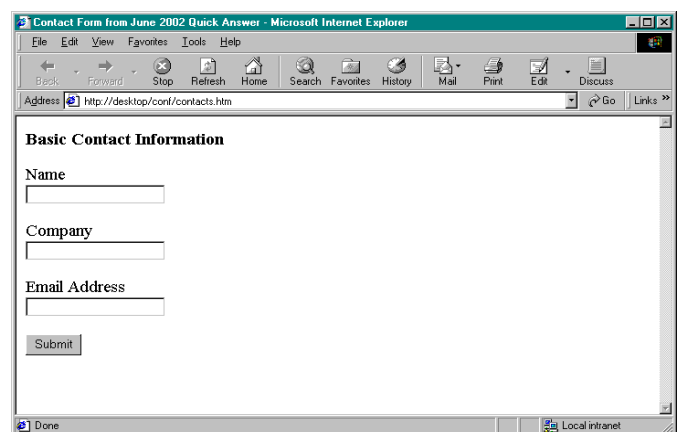 Contact Form from June 2002 Quick Answer - Microsoft Internet Explorer
File Edit View Favorites Tools Help
Back Forward Stop Refresh Home Search Favorites History Mail Print Edit Discuss
Address http://desktop/conf/contacts.htm Go Links »
Basic Contact Information
Name
Company
Email Address
Submit
Done Local intranet